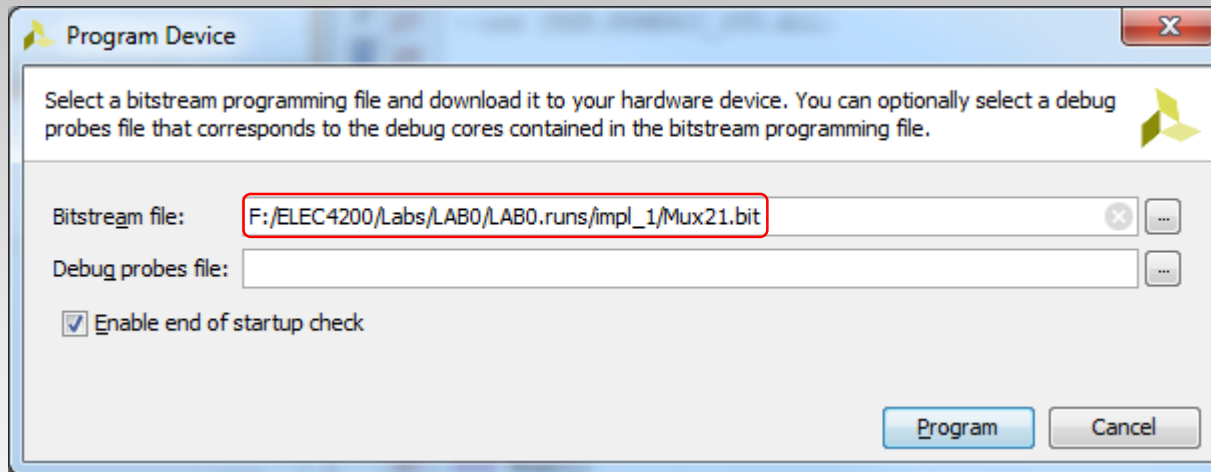 Program Device
Select a bitstream programming file and download it to your hardware device. You can optionally select a debug
probes file that corresponds to the debug cores contained in the bitstream programming file.
Bitstream file: F:/ELEC4200/Labs/LAB0/LAB0.runs/impl_1/Mux21.bit ...
Debug probes file: ...
Enable end of startup check
Program Cancel